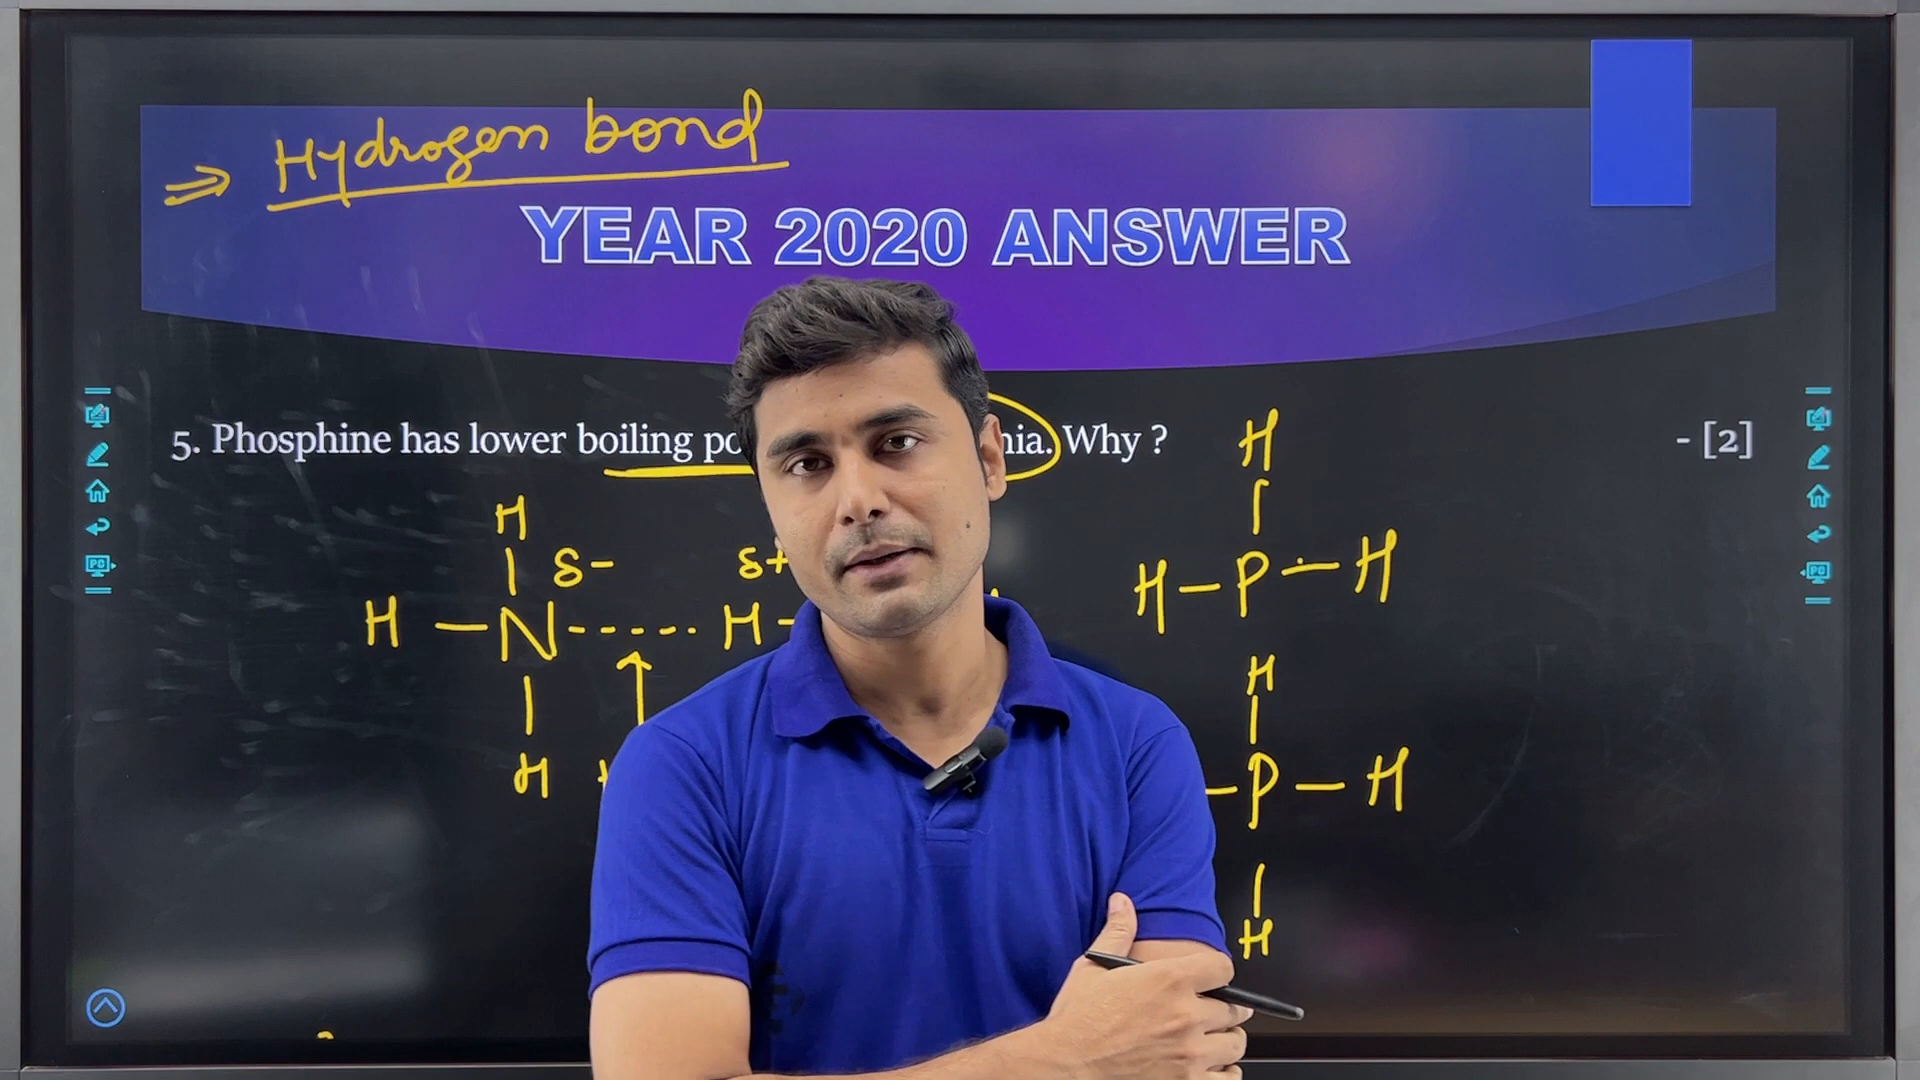 ⇒ Hydrogen bond
YEAR 2020 ANSWER
5. Phosphine has lower boiling po nia. Why ? - [2]
H
H
δ- δ+
H - N ----- H -
H - P - H
H
H
- P - H
H